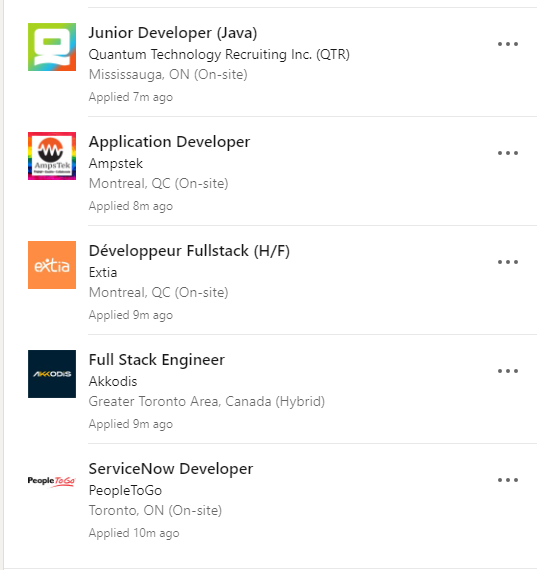 Junior Developer (Java)
Quantum Technology Recruiting Inc. (QTR)
Mississauga, ON (On-site)
Applied 7m ago
AmpsTek
Application Developer
Ampstek
Montreal, QC (On-site)
Applied 8m ago
extia
Développeur Fullstack (H/F)
Extia
Montreal, QC (On-site)
Applied 9m ago
AKKODIS
Full Stack Engineer
Akkodis
Greater Toronto Area, Canada (Hybrid)
Applied 9m ago
PeopleToGo
ServiceNow Developer
PeopleToGo
Toronto, ON (On-site)
Applied 10m ago